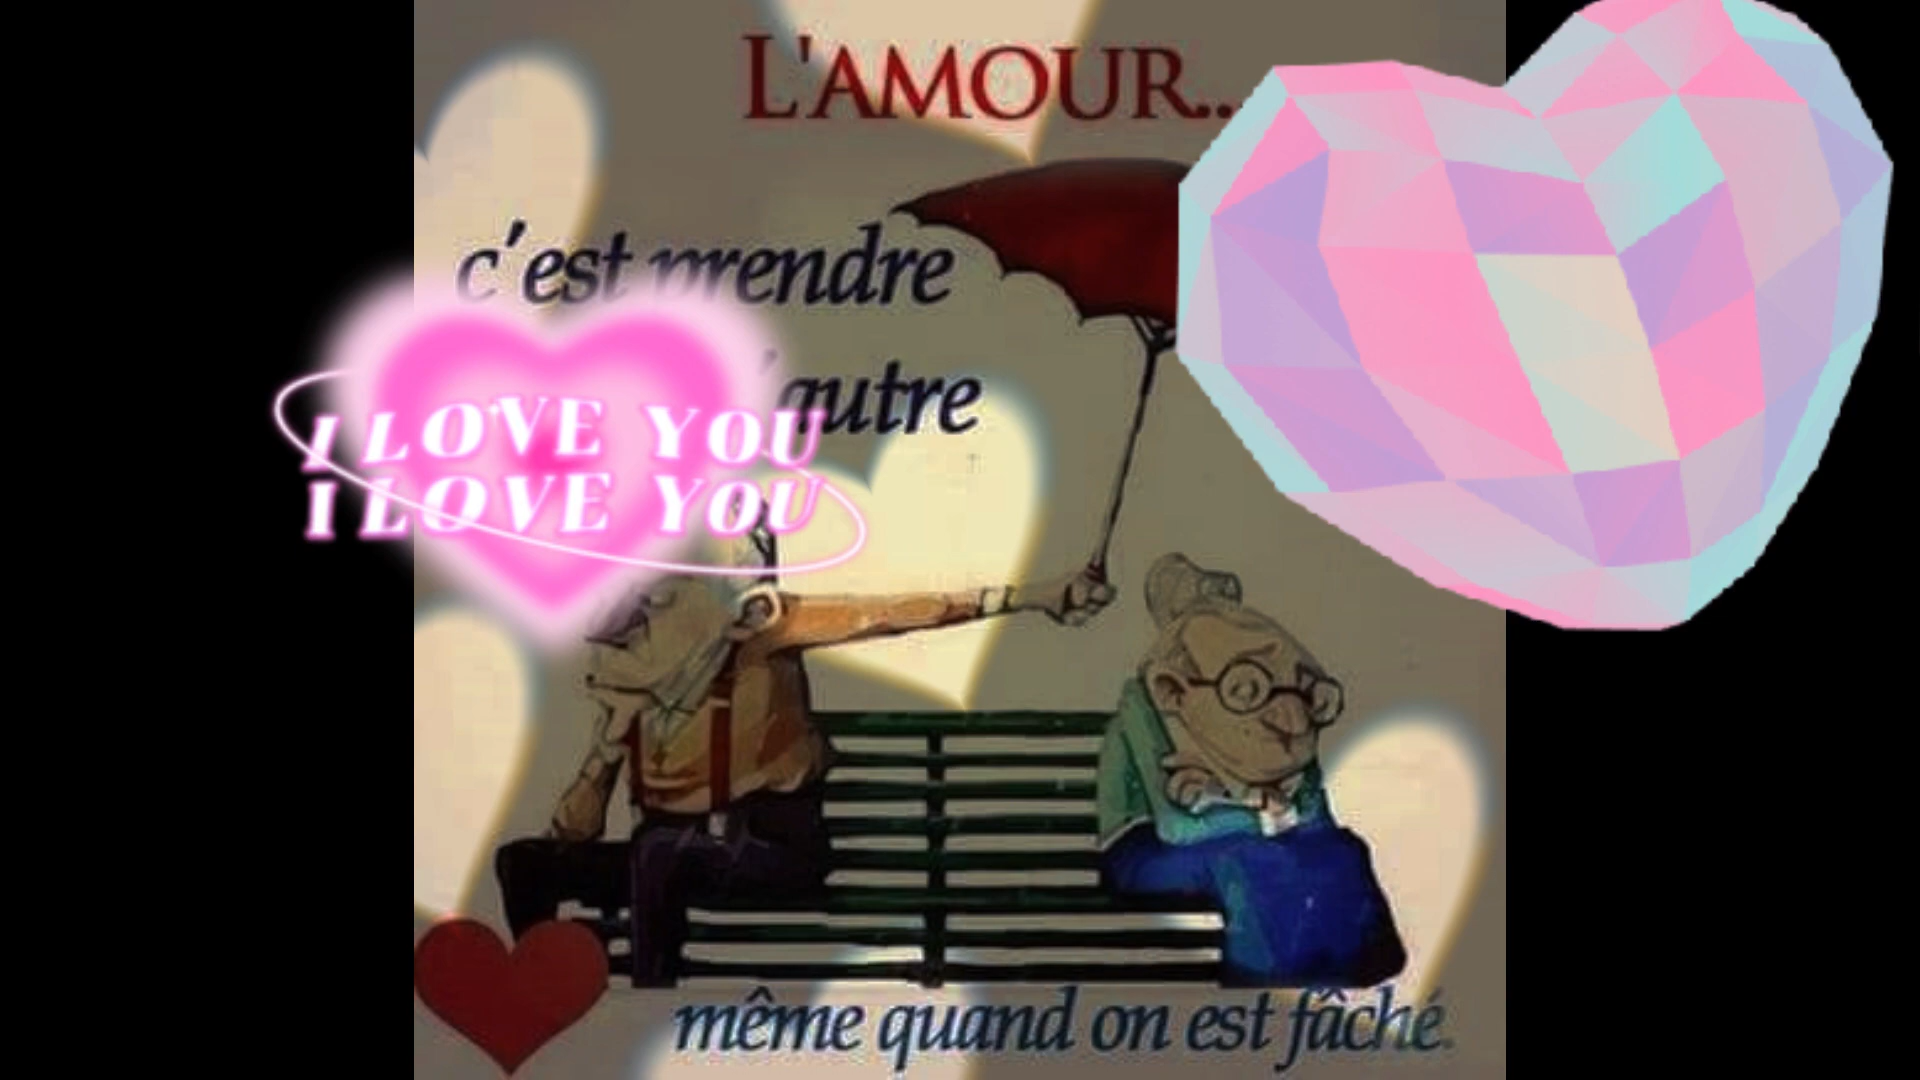 L'AMOUR...
c'est prendre
autre
I LOVE YOU
I LOVE YOU
même quand on est fâché.